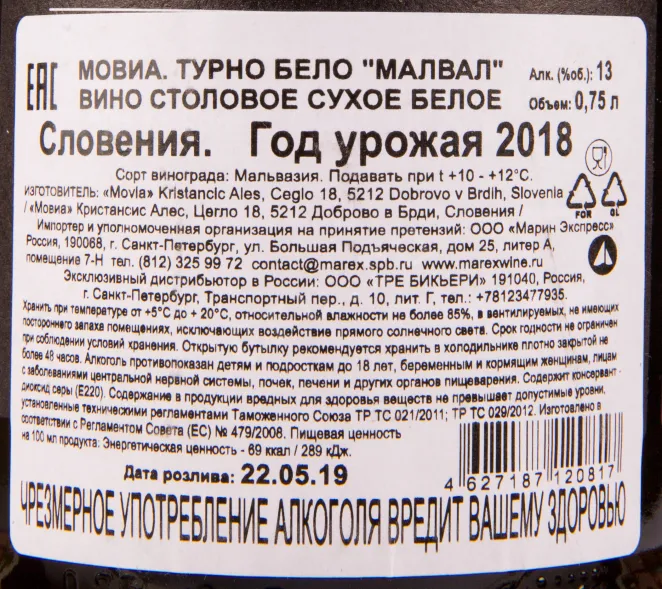 EAC
МОВИА. ТУРНО БЕЛО "МАЛВАЛ" Алк. (%об.): 13
ВИНО СТОЛОВОЕ СУХОЕ БЕЛОЕ Объем: 0,75 л
Словения. Год урожая 2018
Сорт винограда: Мальвазия. Подавать при t +10 - +12°С.
ИЗГОТОВИТЕЛЬ: «Movia» Kristancic Ales, Ceglo 18, 5212 Dobrovo v Brdih, Slovenia
/ «Мовиа» Кристансис Алес, Цегло 18, 5212 Доброво в Брди, Словения /
FOR GL
Импортер и уполномоченная организация на принятие претензий: ООО «Марин Экспресс»
Россия, 190068, г. Санкт-Петербург, ул. Большая Подъяческая, дом 25, литер А,
помещение 7-Н тел. (812) 325 99 72 contact@marex.spb.ru www.marexwine.ru
Эксклюзивный дистрибьютор в России: ООО «ТРЕ БИКЬЕРИ» 191040, Россия,
г. Санкт-Петербург, Транспортный пер., д. 10, лит. Г, тел.: +78123477935.
Хранить при температуре от +5°С до + 20°С, относительной влажности не более 85%, в вентилируемых, не имеющих
постороннего запаха помещениях, исключающих воздействие прямого солнечного света. Срок годности не ограничен
при соблюдении условий хранения. Открытую бутылку рекомендуется хранить в холодильнике плотно закрытой не
более 48 часов. Алкоголь противопоказан детям и подросткам до 18 лет, беременным и кормящим женщинам, лицам
с заболеваниями центральной нервной системы, почек, печени и других органов пищеварения. Содержит консервант -
диоксид серы (Е220). Содержание в продукции вредных для здоровья веществ не превышает допустимые уровни,
установленные техническими регламентами Таможенного Союза ТР ТС 021/2011; ТР ТС 029/2012. Изготовлено в
соответствии с Регламентом Совета (ЕС) № 479/2008. Пищевая ценность
на 100 мл продукта: Энергетическая ценность - 69 ккал / 289 кДж.
Дата розлива: 22.05.19
4 627187 120817
ЧРЕЗМЕРНОЕ УПОТРЕБЛЕНИЕ АЛКОГОЛЯ ВРЕДИТ ВАШЕМУ ЗДОРОВЬЮ